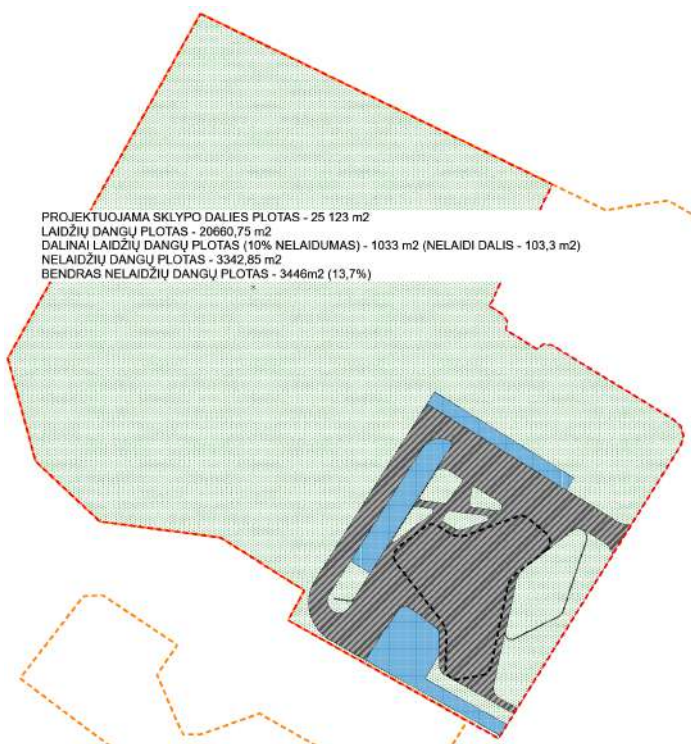 PROJEKTUOJAMA SKLYPO DALIES PLOTAS - 25 123 m2
LAIDŽIŲ DANGŲ PLOTAS - 20660,75 m2
DALINAI LAIDŽIŲ DANGŲ PLOTAS (10% NELAIDUMAS) - 1033 m2 (NELAIDI DALIS - 103,3 m2)
NELAIDŽIŲ DANGŲ PLOTAS - 3342,85 m2
BENDRAS NELAIDŽIŲ DANGŲ PLOTAS - 3446m2 (13,7%)